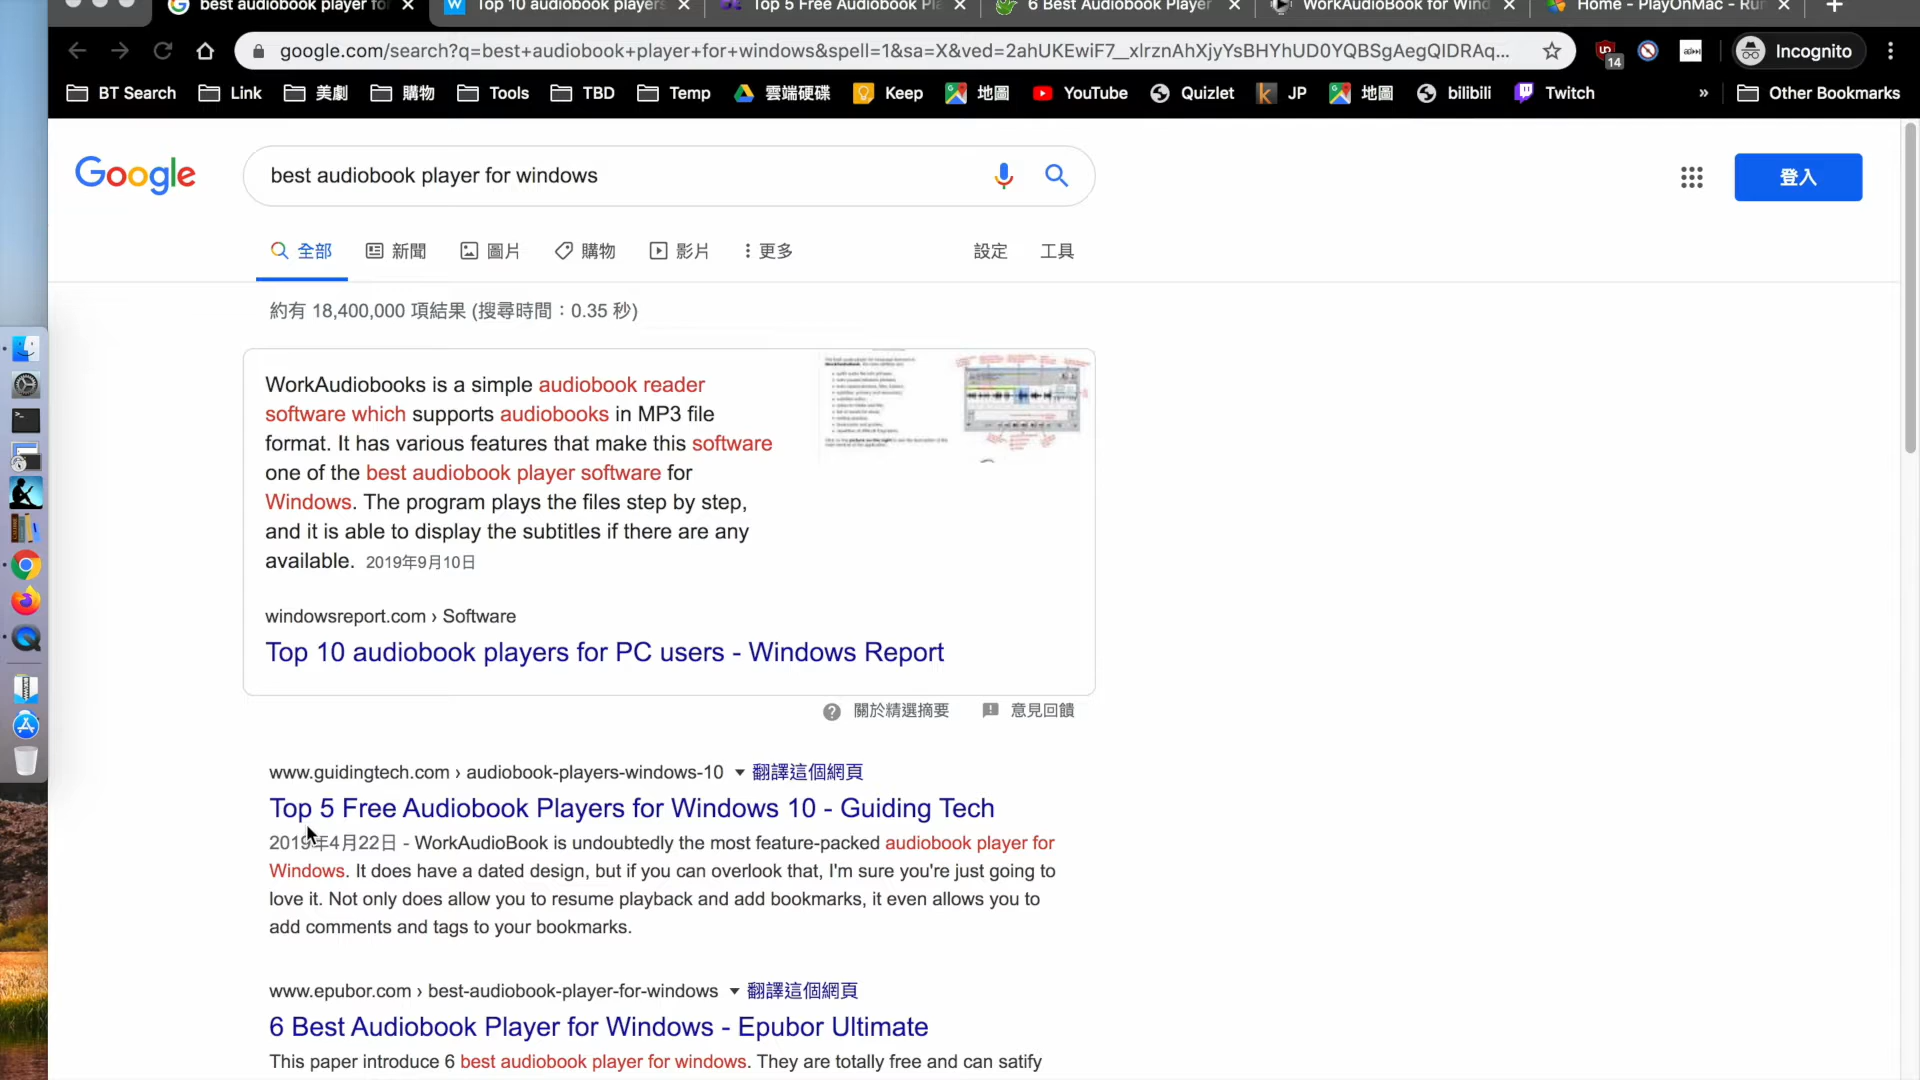 best audiobook player fo
Top 10 audiobook players
Top 5 Free Audiobook Pla
6 Best Audiobook Player
WorkAudioBook for Wind
Home - PlayOnMac - Run
google.com/search?q=best+audiobook+player+for+windows&spell=1&sa=X&ved=2ahUKEwiF7__xlrznAhXjyYsBHYhUD0YQBSgAegQIDRAq...
14
Incognito
BT Search
Link
美劇
購物
Tools
TBD
Temp
雲端硬碟
Keep
地圖
YouTube
Quizlet
JP
地圖
bilibili
Twitch
»
Other Bookmarks
Google
best audiobook player for windows
登入
全部
新聞
圖片
購物
影片
更多
設定
工具
約有 18,400,000 項結果 (搜尋時間：0.35 秒)
WorkAudiobooks is a simple audiobook reader
software which supports audiobooks in MP3 file
format. It has various features that make this software
one of the best audiobook player software for
Windows. The program plays the files step by step,
and it is able to display the subtitles if there are any
available. 2019年9月10日
windowsreport.com › Software
Top 10 audiobook players for PC users - Windows Report
關於精選摘要
意見回饋
www.guidingtech.com › audiobook-players-windows-10 翻譯這個網頁
Top 5 Free Audiobook Players for Windows 10 - Guiding Tech
2019年4月22日 - WorkAudioBook is undoubtedly the most feature-packed audiobook player for
Windows. It does have a dated design, but if you can overlook that, I'm sure you're just going to
love it. Not only does allow you to resume playback and add bookmarks, it even allows you to
add comments and tags to your bookmarks.
www.epubor.com › best-audiobook-player-for-windows 翻譯這個網頁
6 Best Audiobook Player for Windows - Epubor Ultimate
This paper introduce 6 best audiobook player for windows. They are totally free and can satisfy